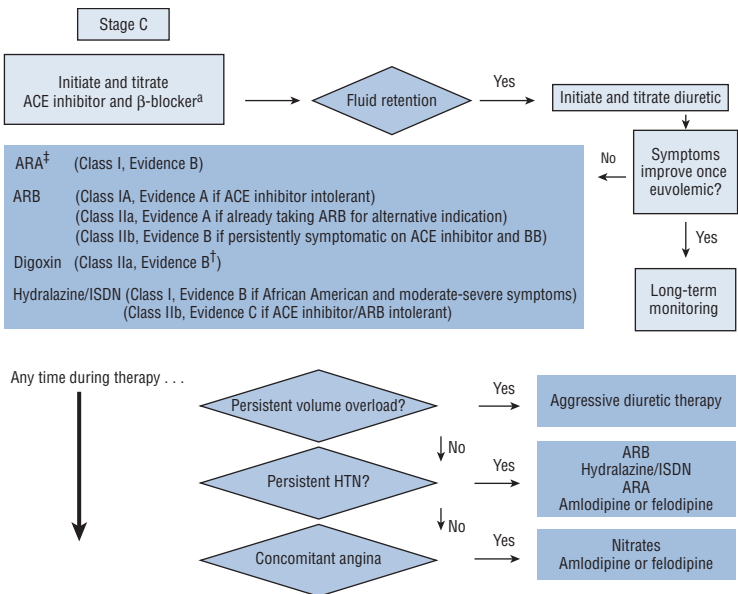 Stage C
Initiate and titrate
ACE inhibitor and β-blockerᵃ
Fluid retention
Yes
Initiate and titrate diuretic
Symptoms
improve once
euvolemic?
No
Yes
Long-term
monitoring
ARA‡ (Class I, Evidence B)
ARB (Class IA, Evidence A if ACE inhibitor intolerant)
(Class IIa, Evidence A if already taking ARB for alternative indication)
(Class IIb, Evidence B if persistently symptomatic on ACE inhibitor and BB)
Digoxin (Class IIa, Evidence B†)
Hydralazine/ISDN (Class I, Evidence B if African American and moderate-severe symptoms)
(Class IIb, Evidence C if ACE inhibitor/ARB intolerant)
Any time during therapy . . .
Persistent volume overload?
Yes
Aggressive diuretic therapy
No
Persistent HTN?
Yes
ARB
Hydralazine/ISDN
ARA
Amlodipine or felodipine
No
Concomitant angina
Yes
Nitrates
Amlodipine or felodipine